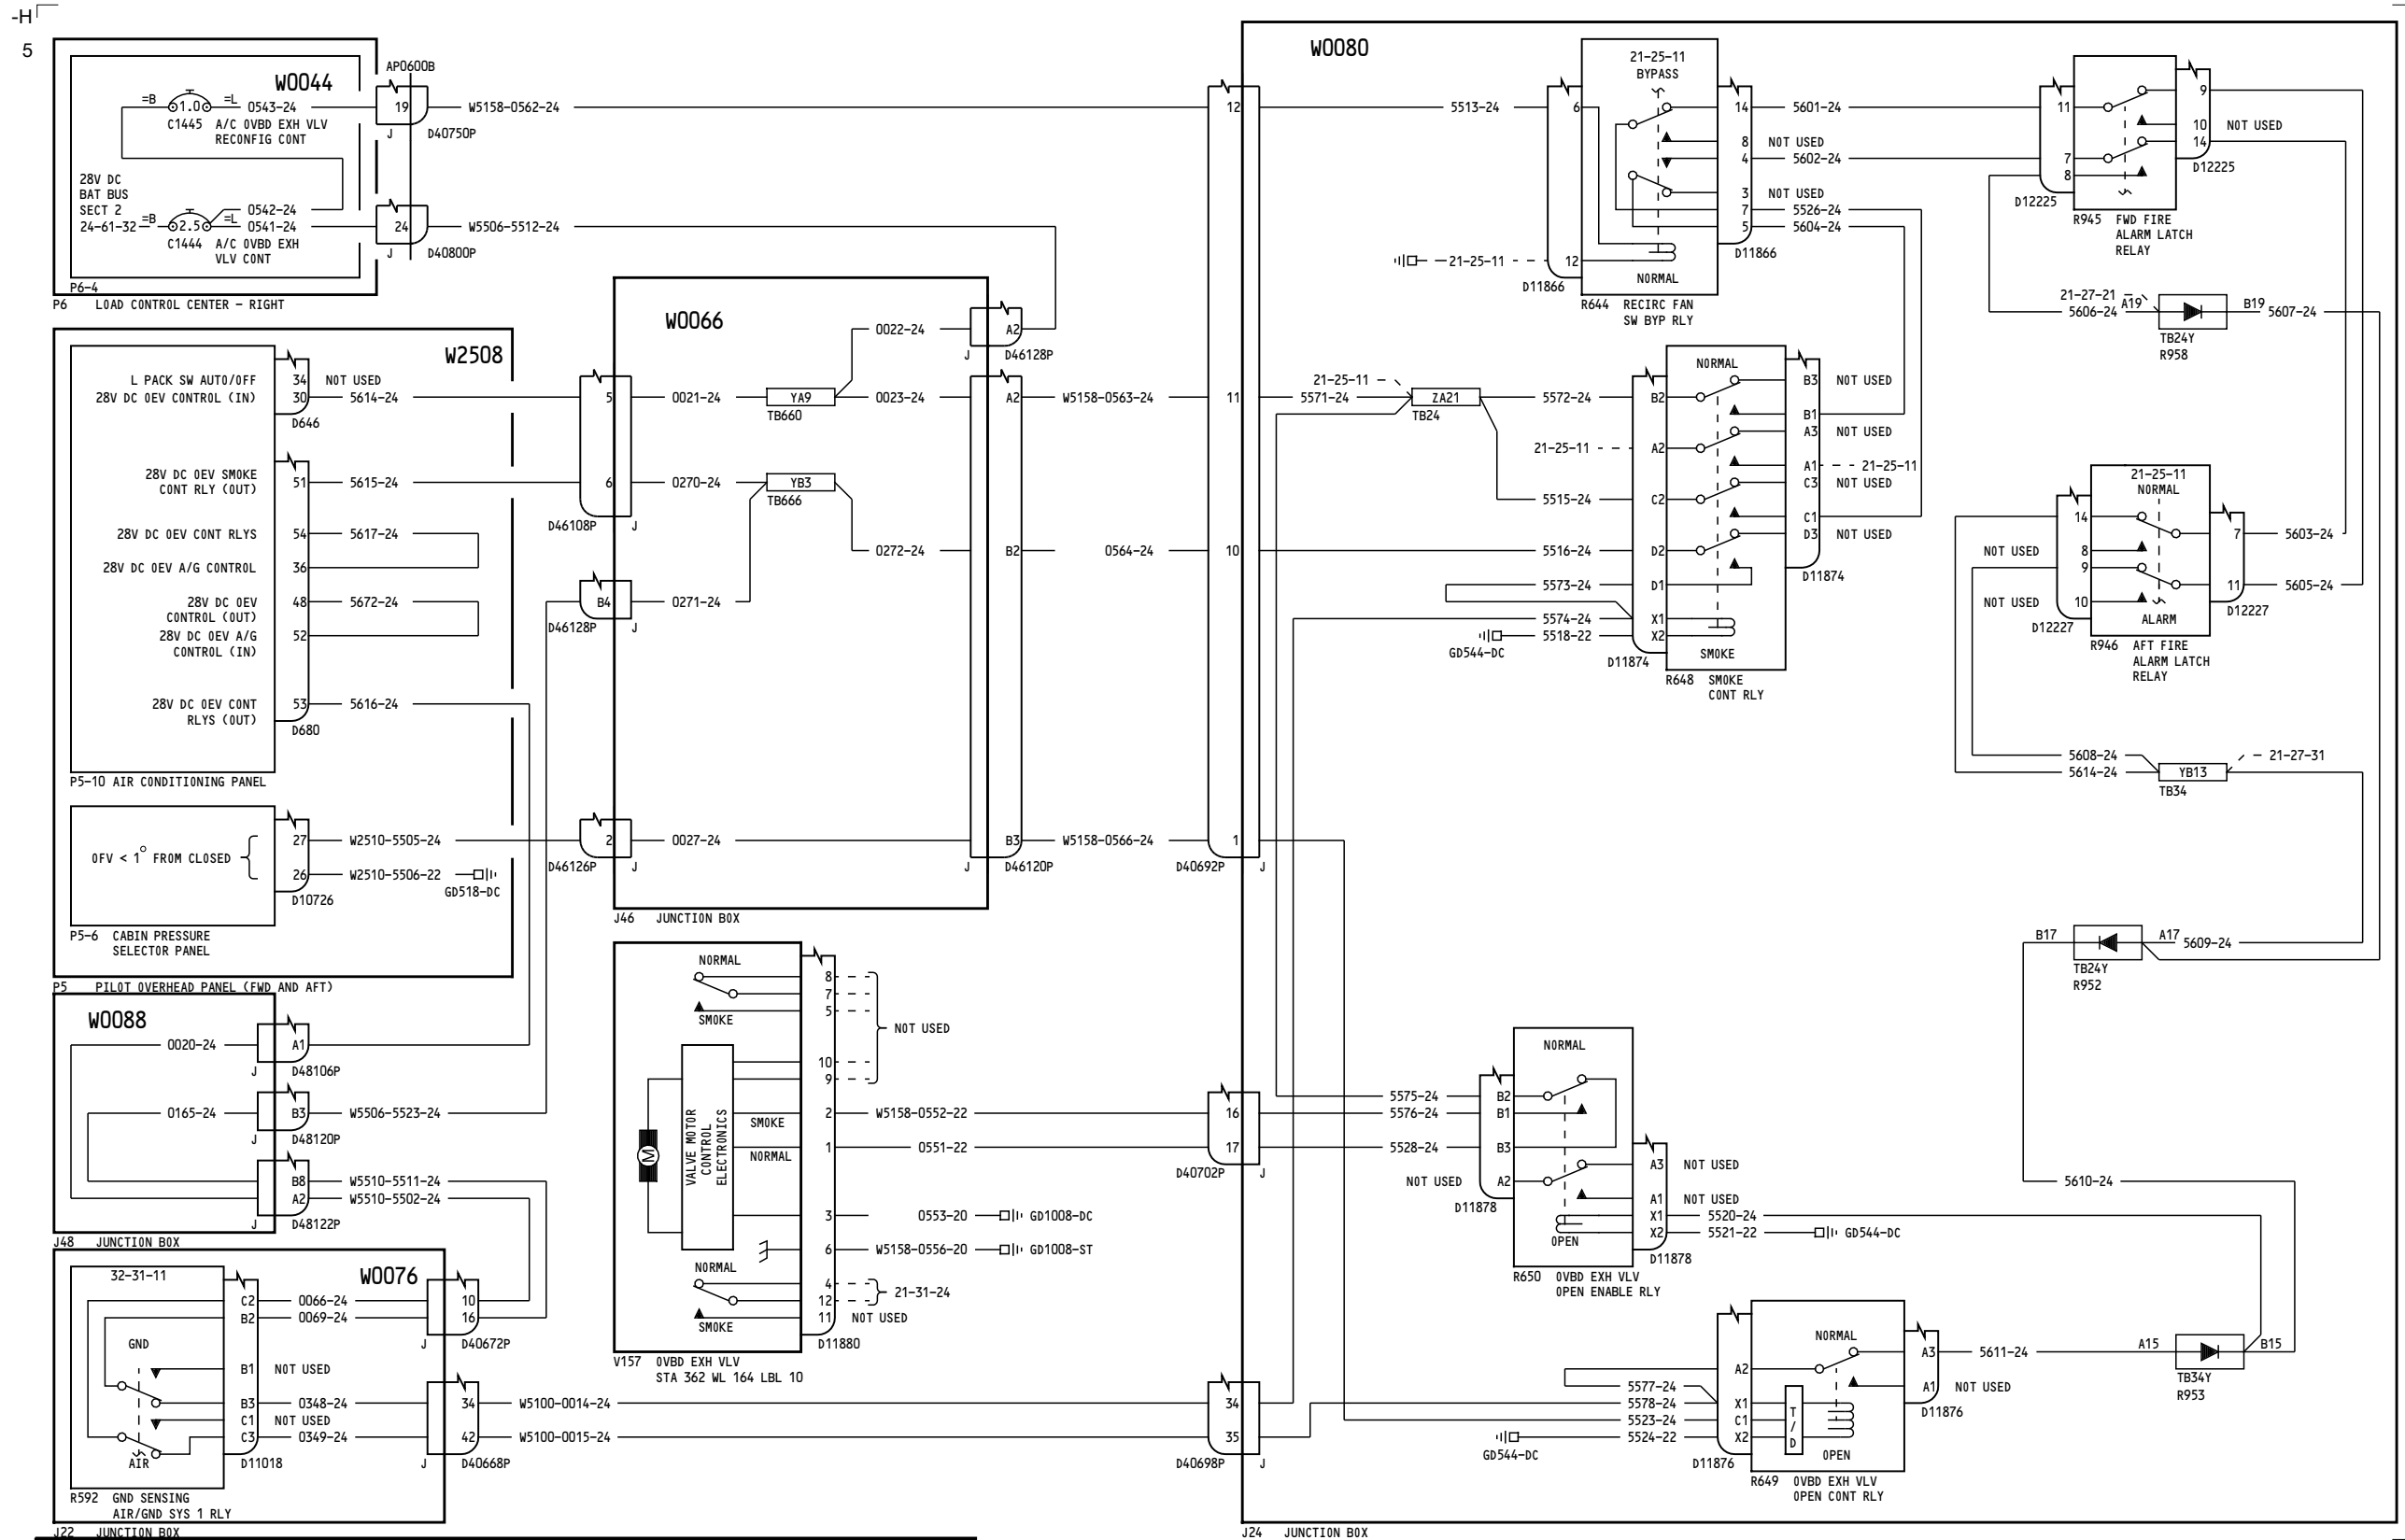 -H
5
W0044
AP0600B
=B
1.0
=L
0543-24
19
W5158-0562-24
C1445 A/C OVBD EXH VLV
RECONFIG CONT
J
D40750P
28V DC
BAT BUS
SECT 2
24-61-32
=B
2.5
=L
0542-24
0541-24
24
W5506-5512-24
C1444 A/C OVBD EXH
VLV CONT
J
D40800P
P6-4
P6 LOAD CONTROL CENTER - RIGHT
W2508
L PACK SW AUTO/OFF
34
NOT USED
28V DC OEV CONTROL (IN)
30
5614-24
D646
28V DC OEV SMOKE
CONT RLY (OUT)
51
5615-24
28V DC OEV CONT RLYS
54
5617-24
28V DC OEV A/G CONTROL
36
28V DC OEV
CONTROL (OUT)
48
5672-24
28V DC OEV A/G
CONTROL (IN)
52
28V DC OEV CONT
RLYS (OUT)
53
5616-24
D680
P5-10 AIR CONDITIONING PANEL
OFV < 1° FROM CLOSED
27
W2510-5505-24
26
W2510-5506-22
GD518-DC
D10726
P5-6 CABIN PRESSURE
SELECTOR PANEL
P5 PILOT OVERHEAD PANEL (FWD AND AFT)
W0088
0020-24
A1
J
D48106P
0165-24
B3
W5506-5523-24
J
D48120P
B8
W5510-5511-24
A2
W5510-5502-24
J
D48122P
J48 JUNCTION BOX
32-31-11
W0076
C2
0066-24
10
B2
0069-24
16
J
D40672P
GND
B1
NOT USED
B3
0348-24
34
W5100-0014-24
C1
NOT USED
C3
0349-24
42
W5100-0015-24
AIR
D11018
J
D40668P
R592 GND SENSING
AIR/GND SYS 1 RLY
J22 JUNCTION BOX
W0066
0022-24
A2
J
D46128P
5
0021-24
YA9
TB660
0023-24
A2
W5158-0563-24
11
6
0270-24
YB3
TB666
D46108P
J
0272-24
B2
0564-24
10
B4
0271-24
D46128P
J
2
0027-24
B3
W5158-0566-24
1
D46126P
J
J
D46120P
D40692P
J
J46 JUNCTION BOX
NORMAL
8
7
5
SMOKE
NOT USED
10
9
M
VALVE MOTOR
CONTROL
ELECTRONICS
SMOKE
2
W5158-0552-22
16
NORMAL
1
0551-22
17
D40702P
J
3
0553-20
GD1008-DC
6
W5158-0556-20
GD1008-ST
NORMAL
4
12
21-31-24
11
NOT USED
SMOKE
D11880
V157 OVBD EXH VLV
STA 362 WL 164 LBL 10
34
35
D40698P
J
W0080
12
5513-24
6
21-25-11
BYPASS
14
5601-24
8
NOT USED
4
5602-24
3
NOT USED
7
5526-24
5
5604-24
D11866
21-25-11
12
D11866
NORMAL
R644 RECIRC FAN
SW BYP RLY
11
9
10
NOT USED
14
7
8
D12225
D12225
R945 FWD FIRE
ALARM LATCH
RELAY
21-27-21
5606-24
A19
B19
5607-24
TB24Y
R958
21-25-11
5571-24
ZA21
TB24
5572-24
B2
NORMAL
B3
NOT USED
B1
A3
NOT USED
21-25-11
A2
A1
21-25-11
C3
NOT USED
5515-24
C2
C1
5516-24
D2
D3
NOT USED
5573-24
D1
D11874
5574-24
X1
5518-22
X2
GD544-DC
D11874
SMOKE
R648 SMOKE
CONT RLY
21-25-11
NORMAL
14
7
5603-24
NOT USED
8
9
11
5605-24
NOT USED
10
D12227
D12227
ALARM
R946 AFT FIRE
ALARM LATCH
RELAY
5608-24
5614-24
YB13
TB34
21-27-31
B17
A17
5609-24
TB24Y
R952
NORMAL
5575-24
B2
5576-24
B1
5528-24
B3
A3
NOT USED
NOT USED
A2
A1
NOT USED
D11878
X1
5520-24
X2
5521-22
GD544-DC
OPEN
D11878
R650 OVBD EXH VLV
OPEN ENABLE RLY
5610-24
NORMAL
A2
A3
5611-24
A15
B15
TB34Y
R953
5577-24
A1
NOT USED
5578-24
X1
5523-24
C1
5524-22
X2
T/D
GD544-DC
D11876
D11876
OPEN
R649 OVBD EXH VLV
OPEN CONT RLY
J24 JUNCTION BOX